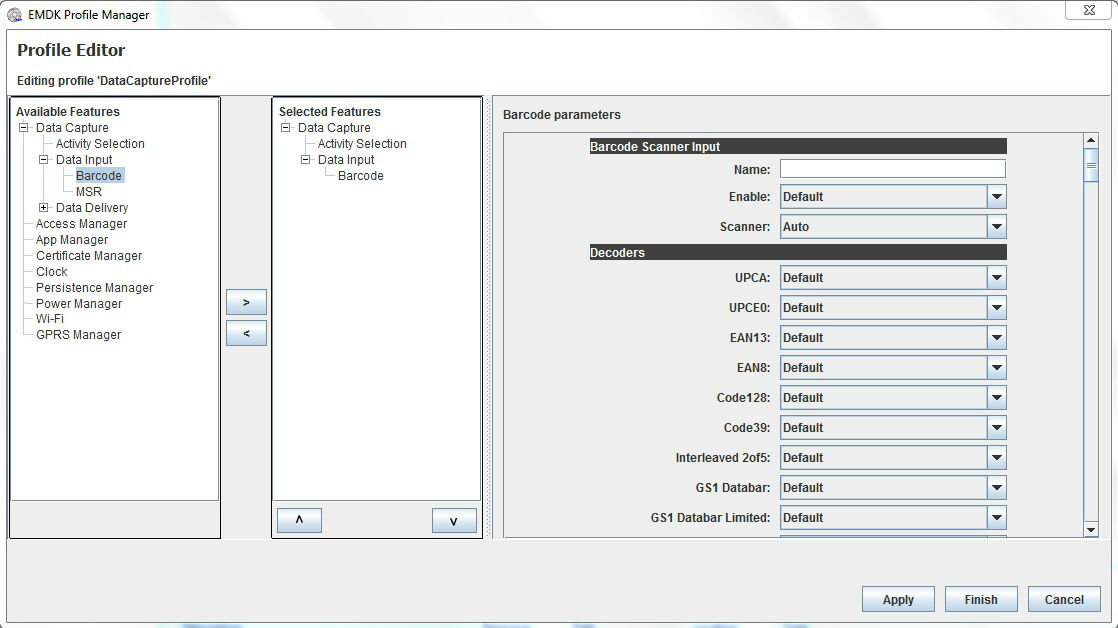 EMDK Profile Manager
Profile Editor
Editing profile 'DataCaptureProfile'
Available Features
Data Capture
Activity Selection
Data Input
Barcode
MSR
Data Delivery
Access Manager
App Manager
Certificate Manager
Clock
Persistence Manager
Power Manager
Wi-Fi
GPRS Manager
>
<
Selected Features
Data Capture
Activity Selection
Data Input
Barcode
Barcode parameters
Barcode Scanner Input
Name:
Enable: Default
Scanner: Auto
Decoders
UPCA: Default
UPCE0: Default
EAN13: Default
EAN8: Default
Code128: Default
Code39: Default
Interleaved 2of5: Default
GS1 Databar: Default
GS1 Databar Limited: Default
Apply Finish Cancel